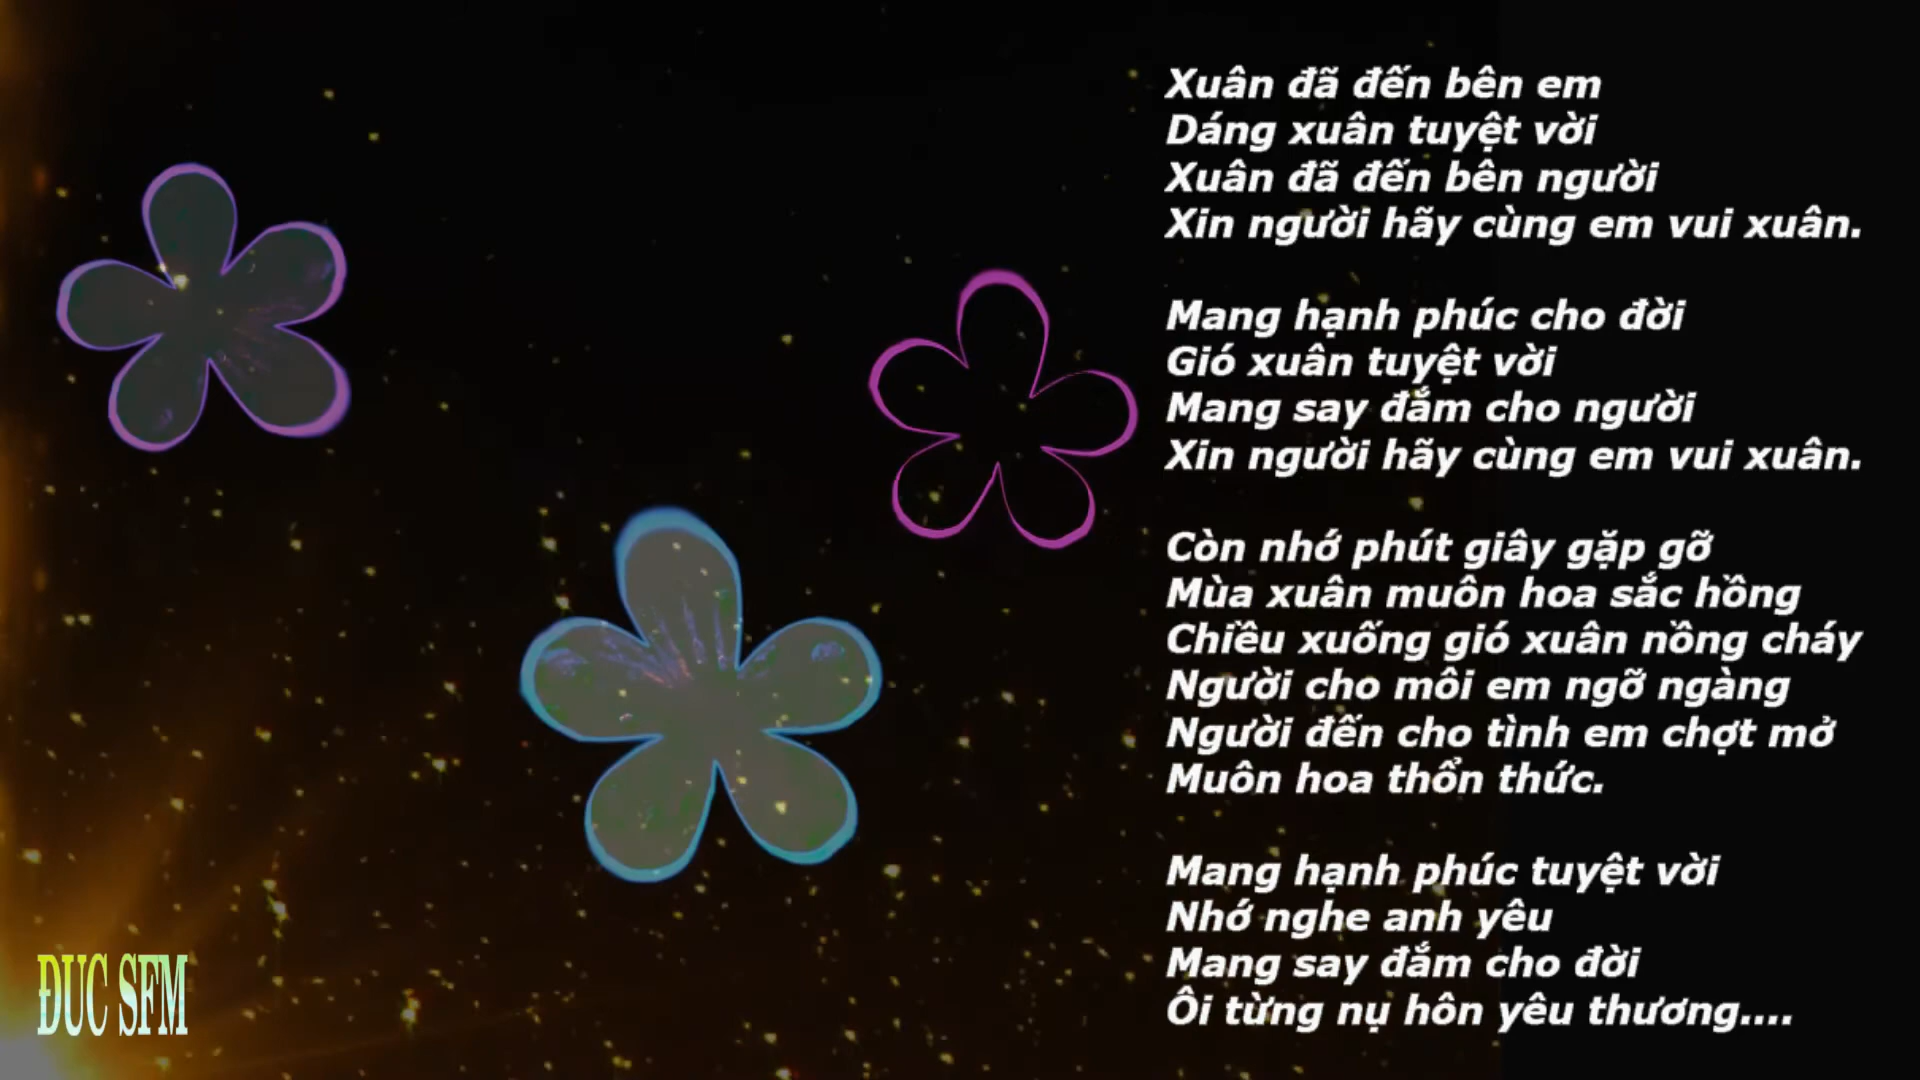 Xuân đã đến bên em
Dáng xuân tuyệt vời
Xuân đã đến bên người
Xin người hãy cùng em vui xuân.
Mang hạnh phúc cho đời
Gió xuân tuyệt vời
Mang say đắm cho người
Xin người hãy cùng em vui xuân.
Còn nhớ phút giây gặp gỡ
Mùa xuân muôn hoa sắc hồng
Chiều xuống gió xuân nồng cháy
Người cho môi em ngỡ ngàng
Người đến cho tình em chợt mở
Muôn hoa thổn thức.
Mang hạnh phúc tuyệt vời
Nhớ nghe anh yêu
Mang say đắm cho đời
Ôi từng nụ hôn yêu thương....
ĐUC SFM